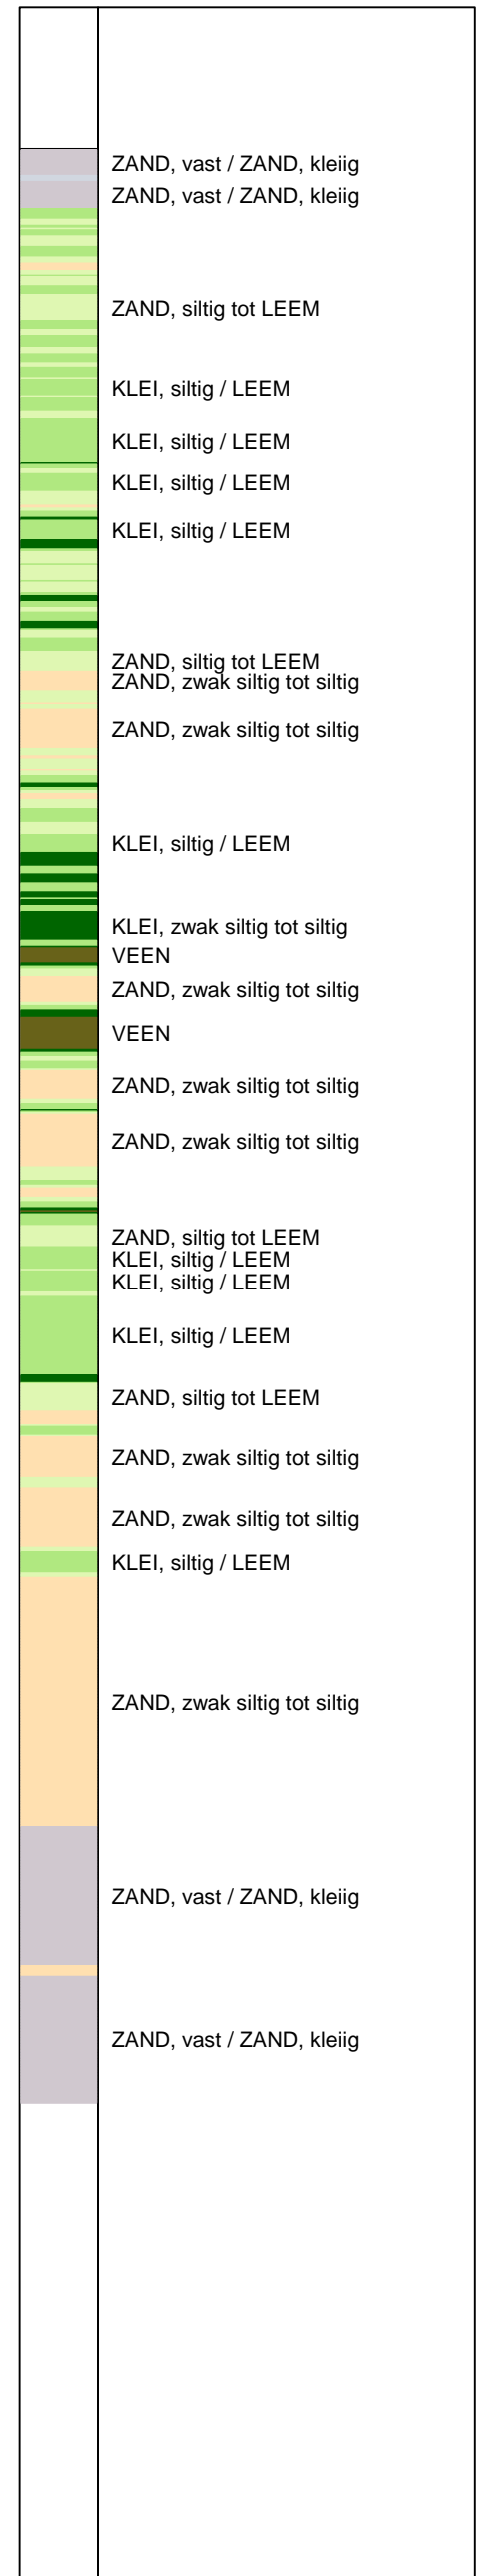 ZAND, vast / ZAND, kleiig
ZAND, vast / ZAND, kleiig
ZAND, siltig tot LEEM
KLEI, siltig / LEEM
KLEI, siltig / LEEM
KLEI, siltig / LEEM
KLEI, siltig / LEEM
ZAND, siltig tot LEEM
ZAND, zwak siltig tot siltig
ZAND, zwak siltig tot siltig
KLEI, siltig / LEEM
KLEI, zwak siltig tot siltig
VEEN
ZAND, zwak siltig tot siltig
VEEN
ZAND, zwak siltig tot siltig
ZAND, zwak siltig tot siltig
ZAND, siltig tot LEEM
KLEI, siltig / LEEM
KLEI, siltig / LEEM
KLEI, siltig / LEEM
ZAND, siltig tot LEEM
ZAND, zwak siltig tot siltig
ZAND, zwak siltig tot siltig
KLEI, siltig / LEEM
ZAND, zwak siltig tot siltig
ZAND, vast / ZAND, kleiig
ZAND, vast / ZAND, kleiig